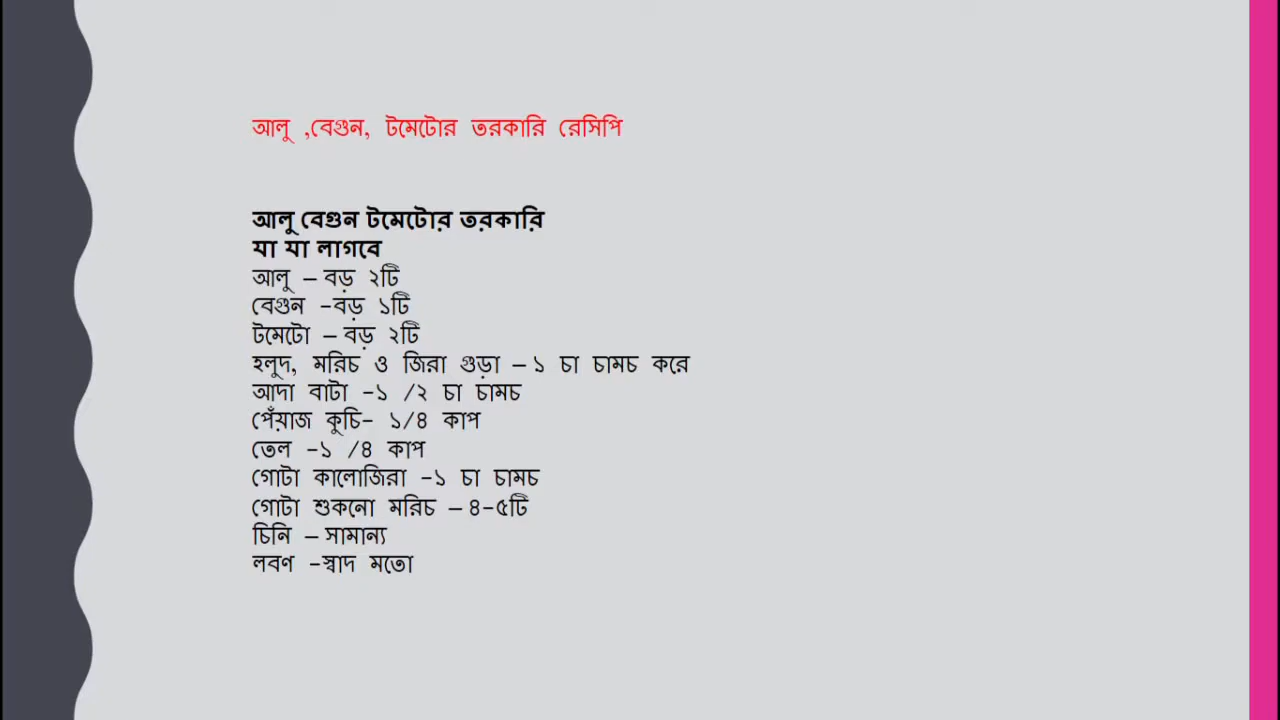 আলু ,বেগুন, টমেটোর তরকারি রেসিপি
আলু বেগুন টমেটোর তরকারি
যা যা লাগবে
আলু – বড় ২টি
বেগুন -বড় ১টি
টমেটো – বড় ২টি
হলুদ, মরিচ ও জিরা গুড়া – ১ চা চামচ করে
আদা বাটা -১ /২ চা চামচ
পেঁয়াজ কুচি- ১/৪ কাপ
তেল -১ /৪ কাপ
গোটা কালোজিরা -১ চা চামচ
গোটা শুকনো মরিচ – ৪-৫টি
চিনি – সামান্য
লবণ -স্বাদ মতো